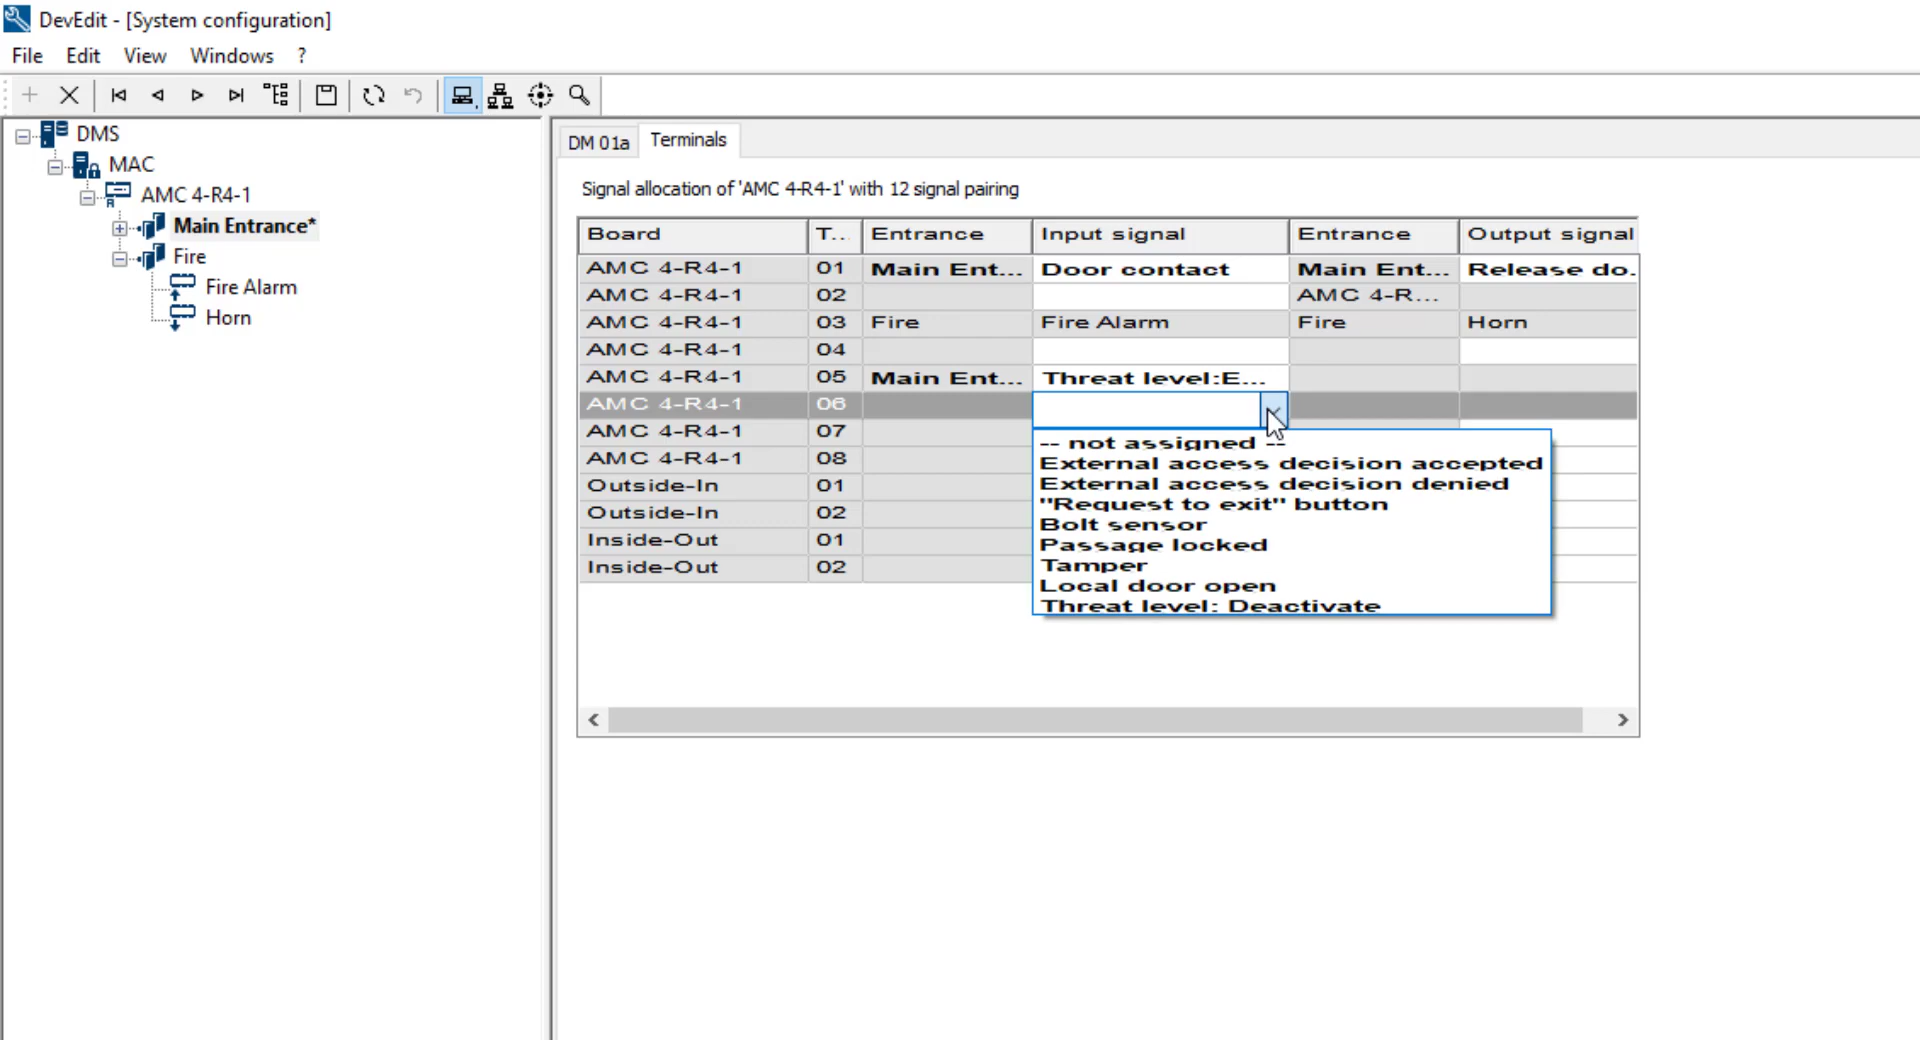 DevEdit - [System configuration]
File Edit View Windows ?
DMS
MAC
AMC 4-R4-1
Main Entrance*
Fire
Fire Alarm
Horn
DM 01a Terminals
Signal allocation of 'AMC 4-R4-1' with 12 signal pairing
Board T... Entrance Input signal Entrance Output signal
AMC 4-R4-1 01 Main Ent... Door contact Main Ent... Release do.
AMC 4-R4-1 02 AMC 4-R...
AMC 4-R4-1 03 Fire Fire Alarm Fire Horn
AMC 4-R4-1 04
AMC 4-R4-1 05 Main Ent... Threat level:E...
AMC 4-R4-1 06
AMC 4-R4-1 07
AMC 4-R4-1 08
Outside-In 01
Outside-In 02
Inside-Out 01
Inside-Out 02
-- not assigned --
External access decision accepted
External access decision denied
"Request to exit" button
Bolt sensor
Passage locked
Tamper
Local door open
Threat level: Deactivate